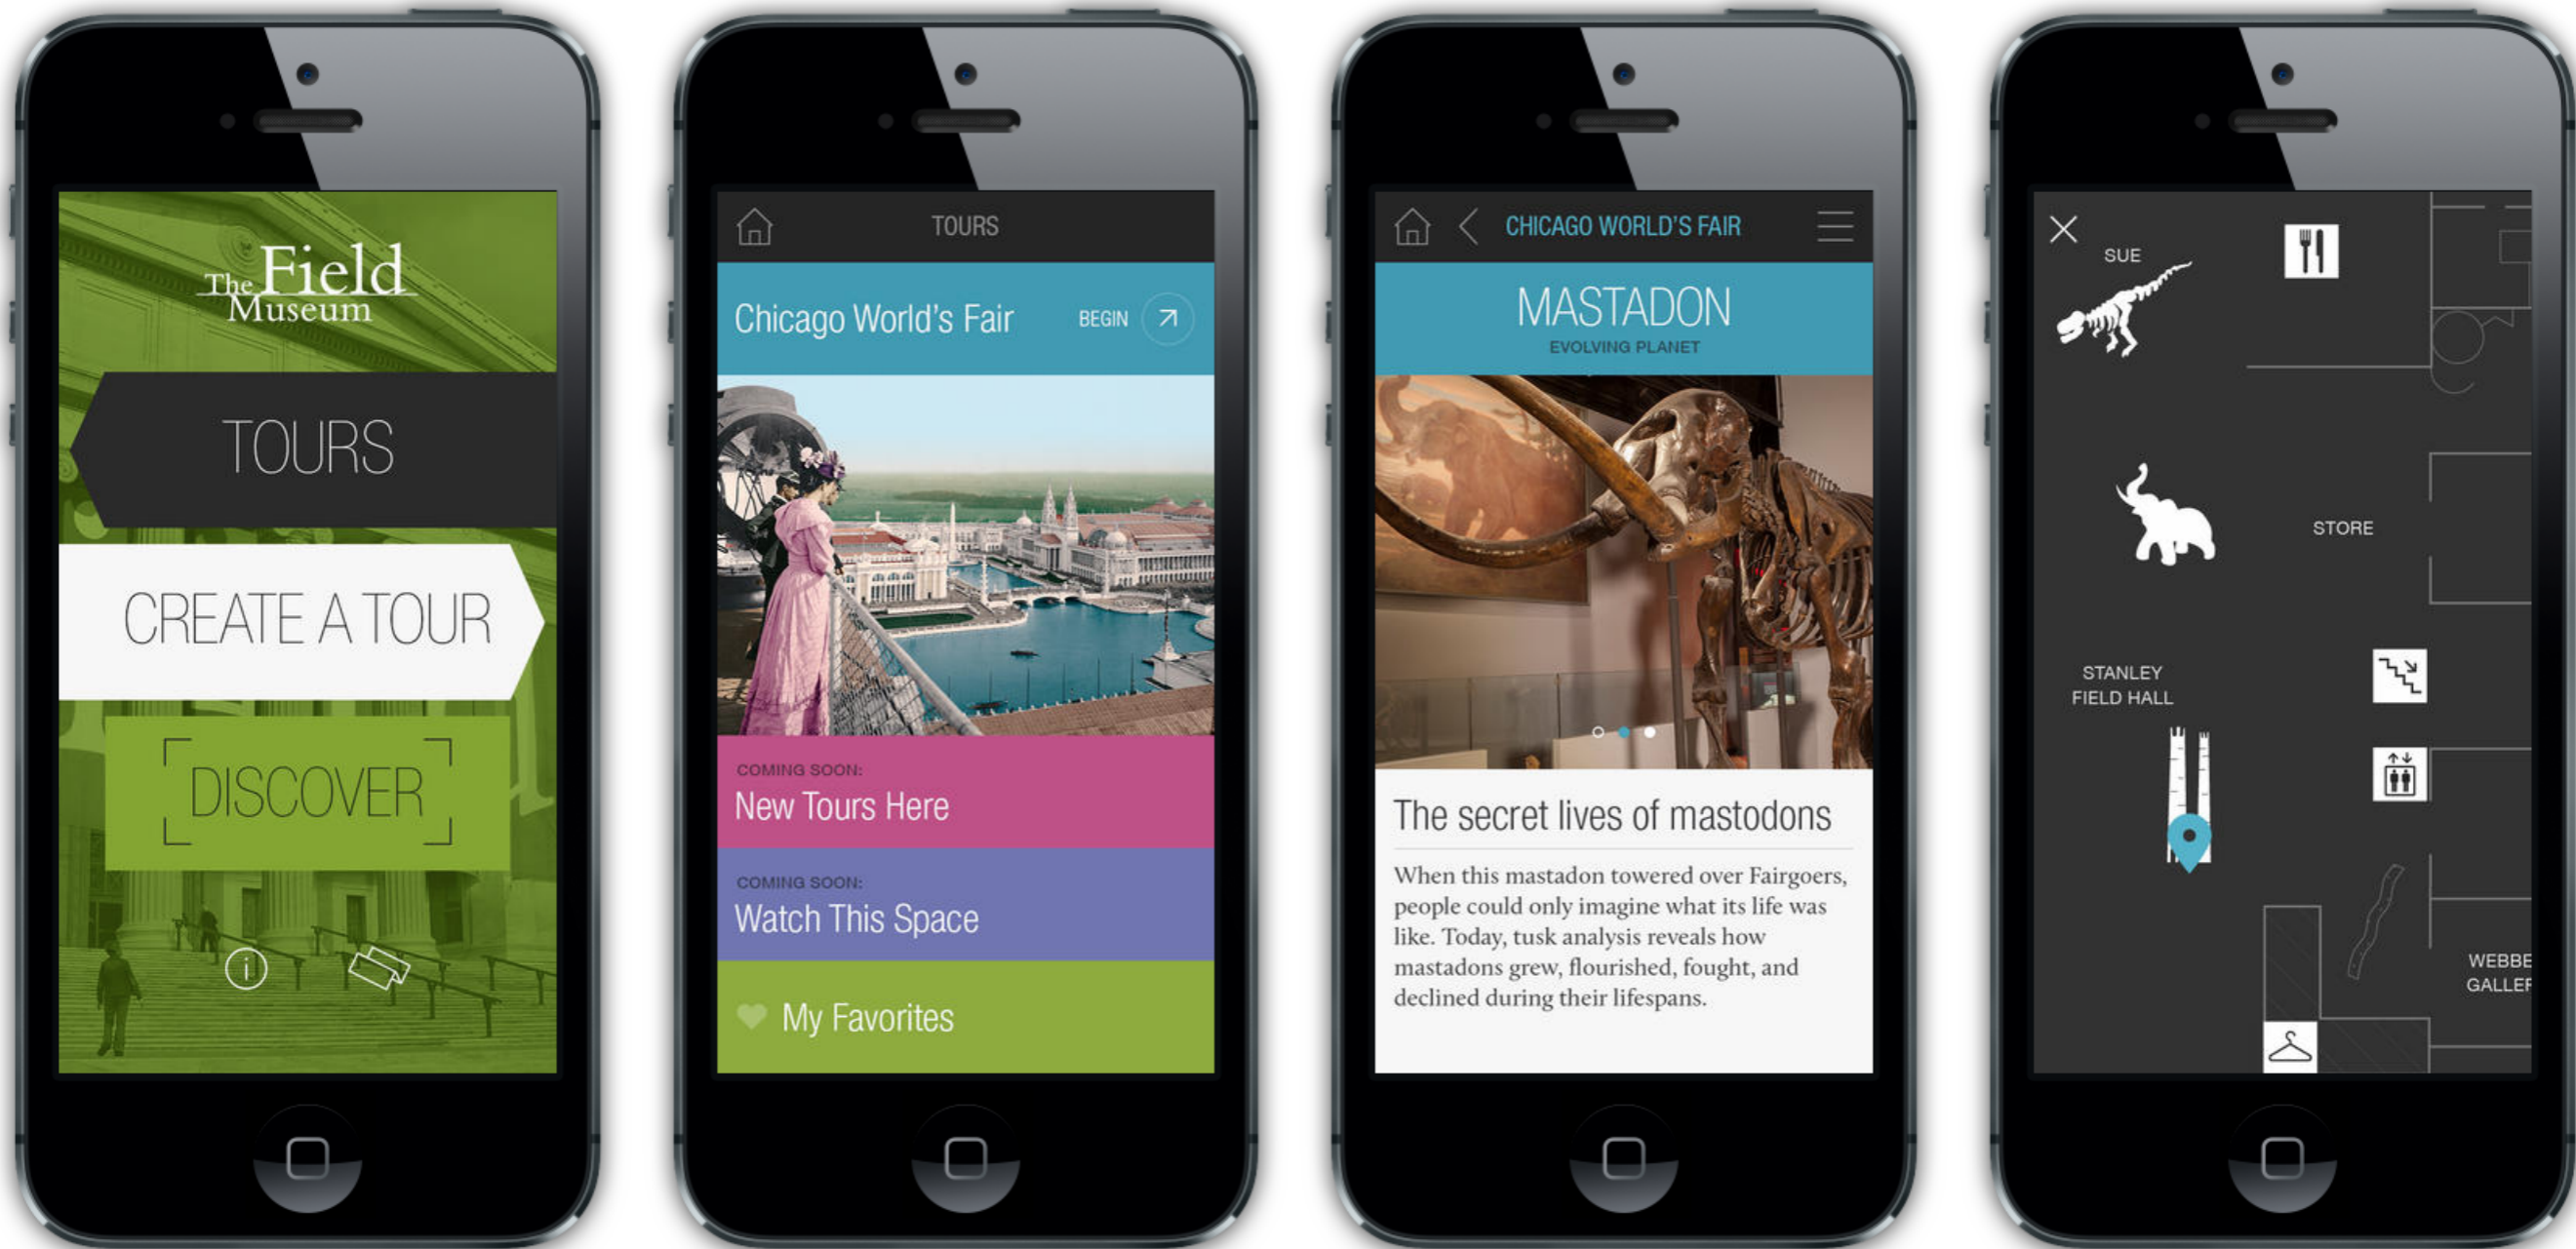 The Field
Museum
TOURS
CREATE A TOUR
DISCOVER
i
TOURS
Chicago World's Fair
BEGIN
COMING SOON:
New Tours Here
COMING SOON:
Watch This Space
My Favorites
CHICAGO WORLD'S FAIR
MASTADON
EVOLVING PLANET
The secret lives of mastodons
When this mastadon towered over Fairgoers,
people could only imagine what its life was
like. Today, tusk analysis reveals how
mastadons grew, flourished, fought, and
declined during their lifespans.
SUE
STORE
STANLEY
FIELD HALL
WEBBE
GALLER